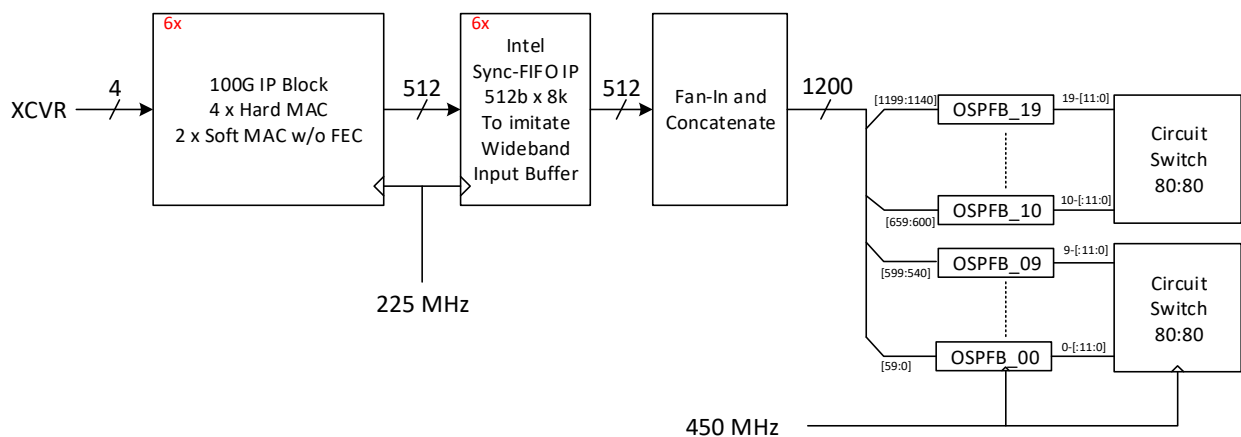 6x
100G IP Block
4 x Hard MAC
2 x Soft MAC w/o FEC
XCVR
4
512
6x
Intel
Sync-FIFO IP
512b x 8k
To imitate
Wideband
Input Buffer
512
Fan-In and
Concatenate
1200
[1199:1140]
OSPFB_19
19-[11:0]
Circuit
Switch
80:80
[659:600]
OSPFB_10
10-[:11:0]
[599:540]
OSPFB_09
9-[:11:0]
Circuit
Switch
80:80
[59:0]
OSPFB_00
0-[:11:0]
225 MHz
450 MHz